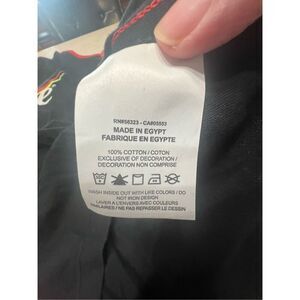 RN#58323 - CA#05553
MADE IN EGYPT
FABRIQUE EN EGYPTE
100% COTTON / COTON
EXCLUSIVE OF DECORATION /
DECORATION NON COMPRISE
WASH INSIDE OUT WITH LIKE COLORS / DO
NOT IRON DESIGN
LAVER A L'ENVERS AVEC COULEURS
/ NE PAS REPASSER LE DESSIN